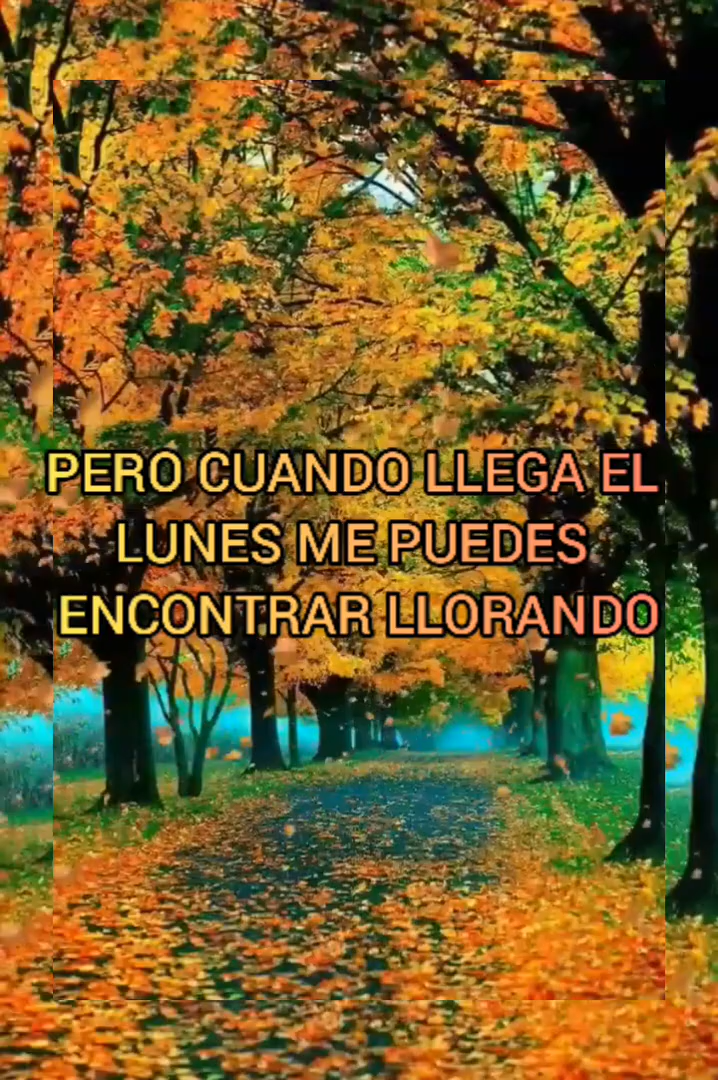 PERO CUANDO LLEGA EL
LUNES ME PUEDES
ENCONTRAR LLORANDO